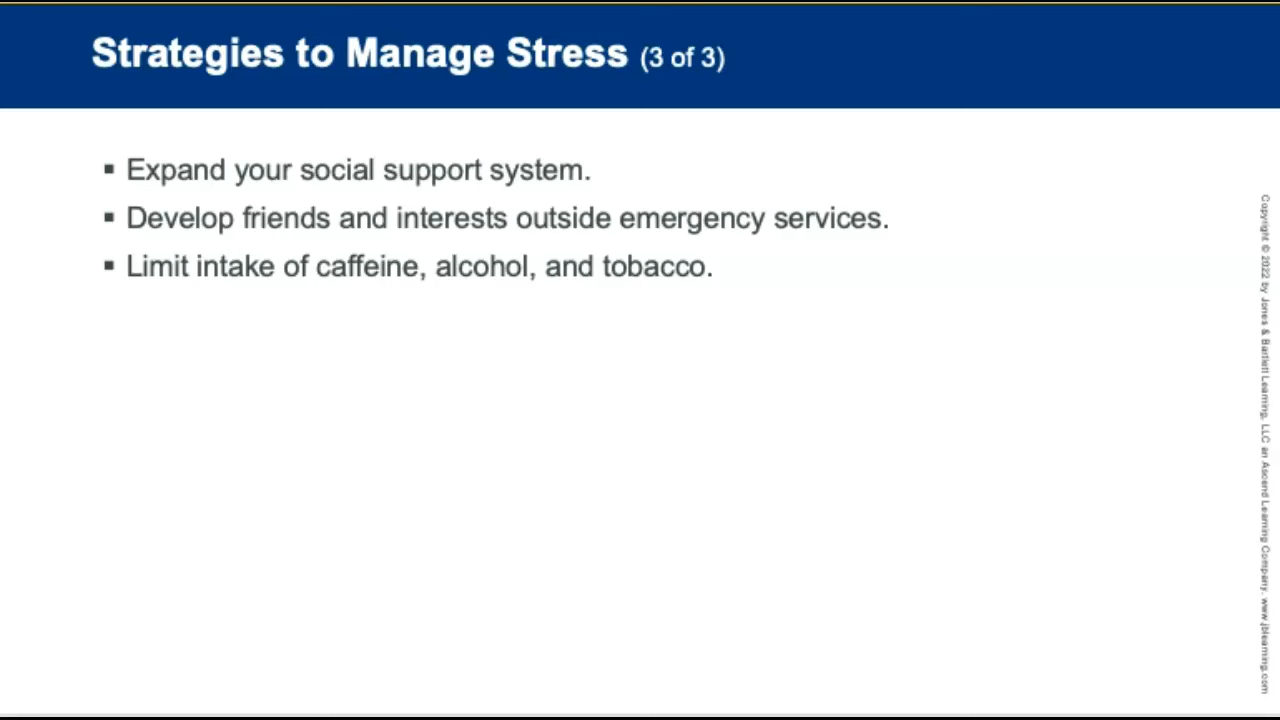 Strategies to Manage Stress (3 of 3)
▪ Expand your social support system.
▪ Develop friends and interests outside emergency services.
▪ Limit intake of caffeine, alcohol, and tobacco.
Copyright © 2022 by Jones & Bartlett Learning, LLC an Ascend Learning Company. www.jblearning.com